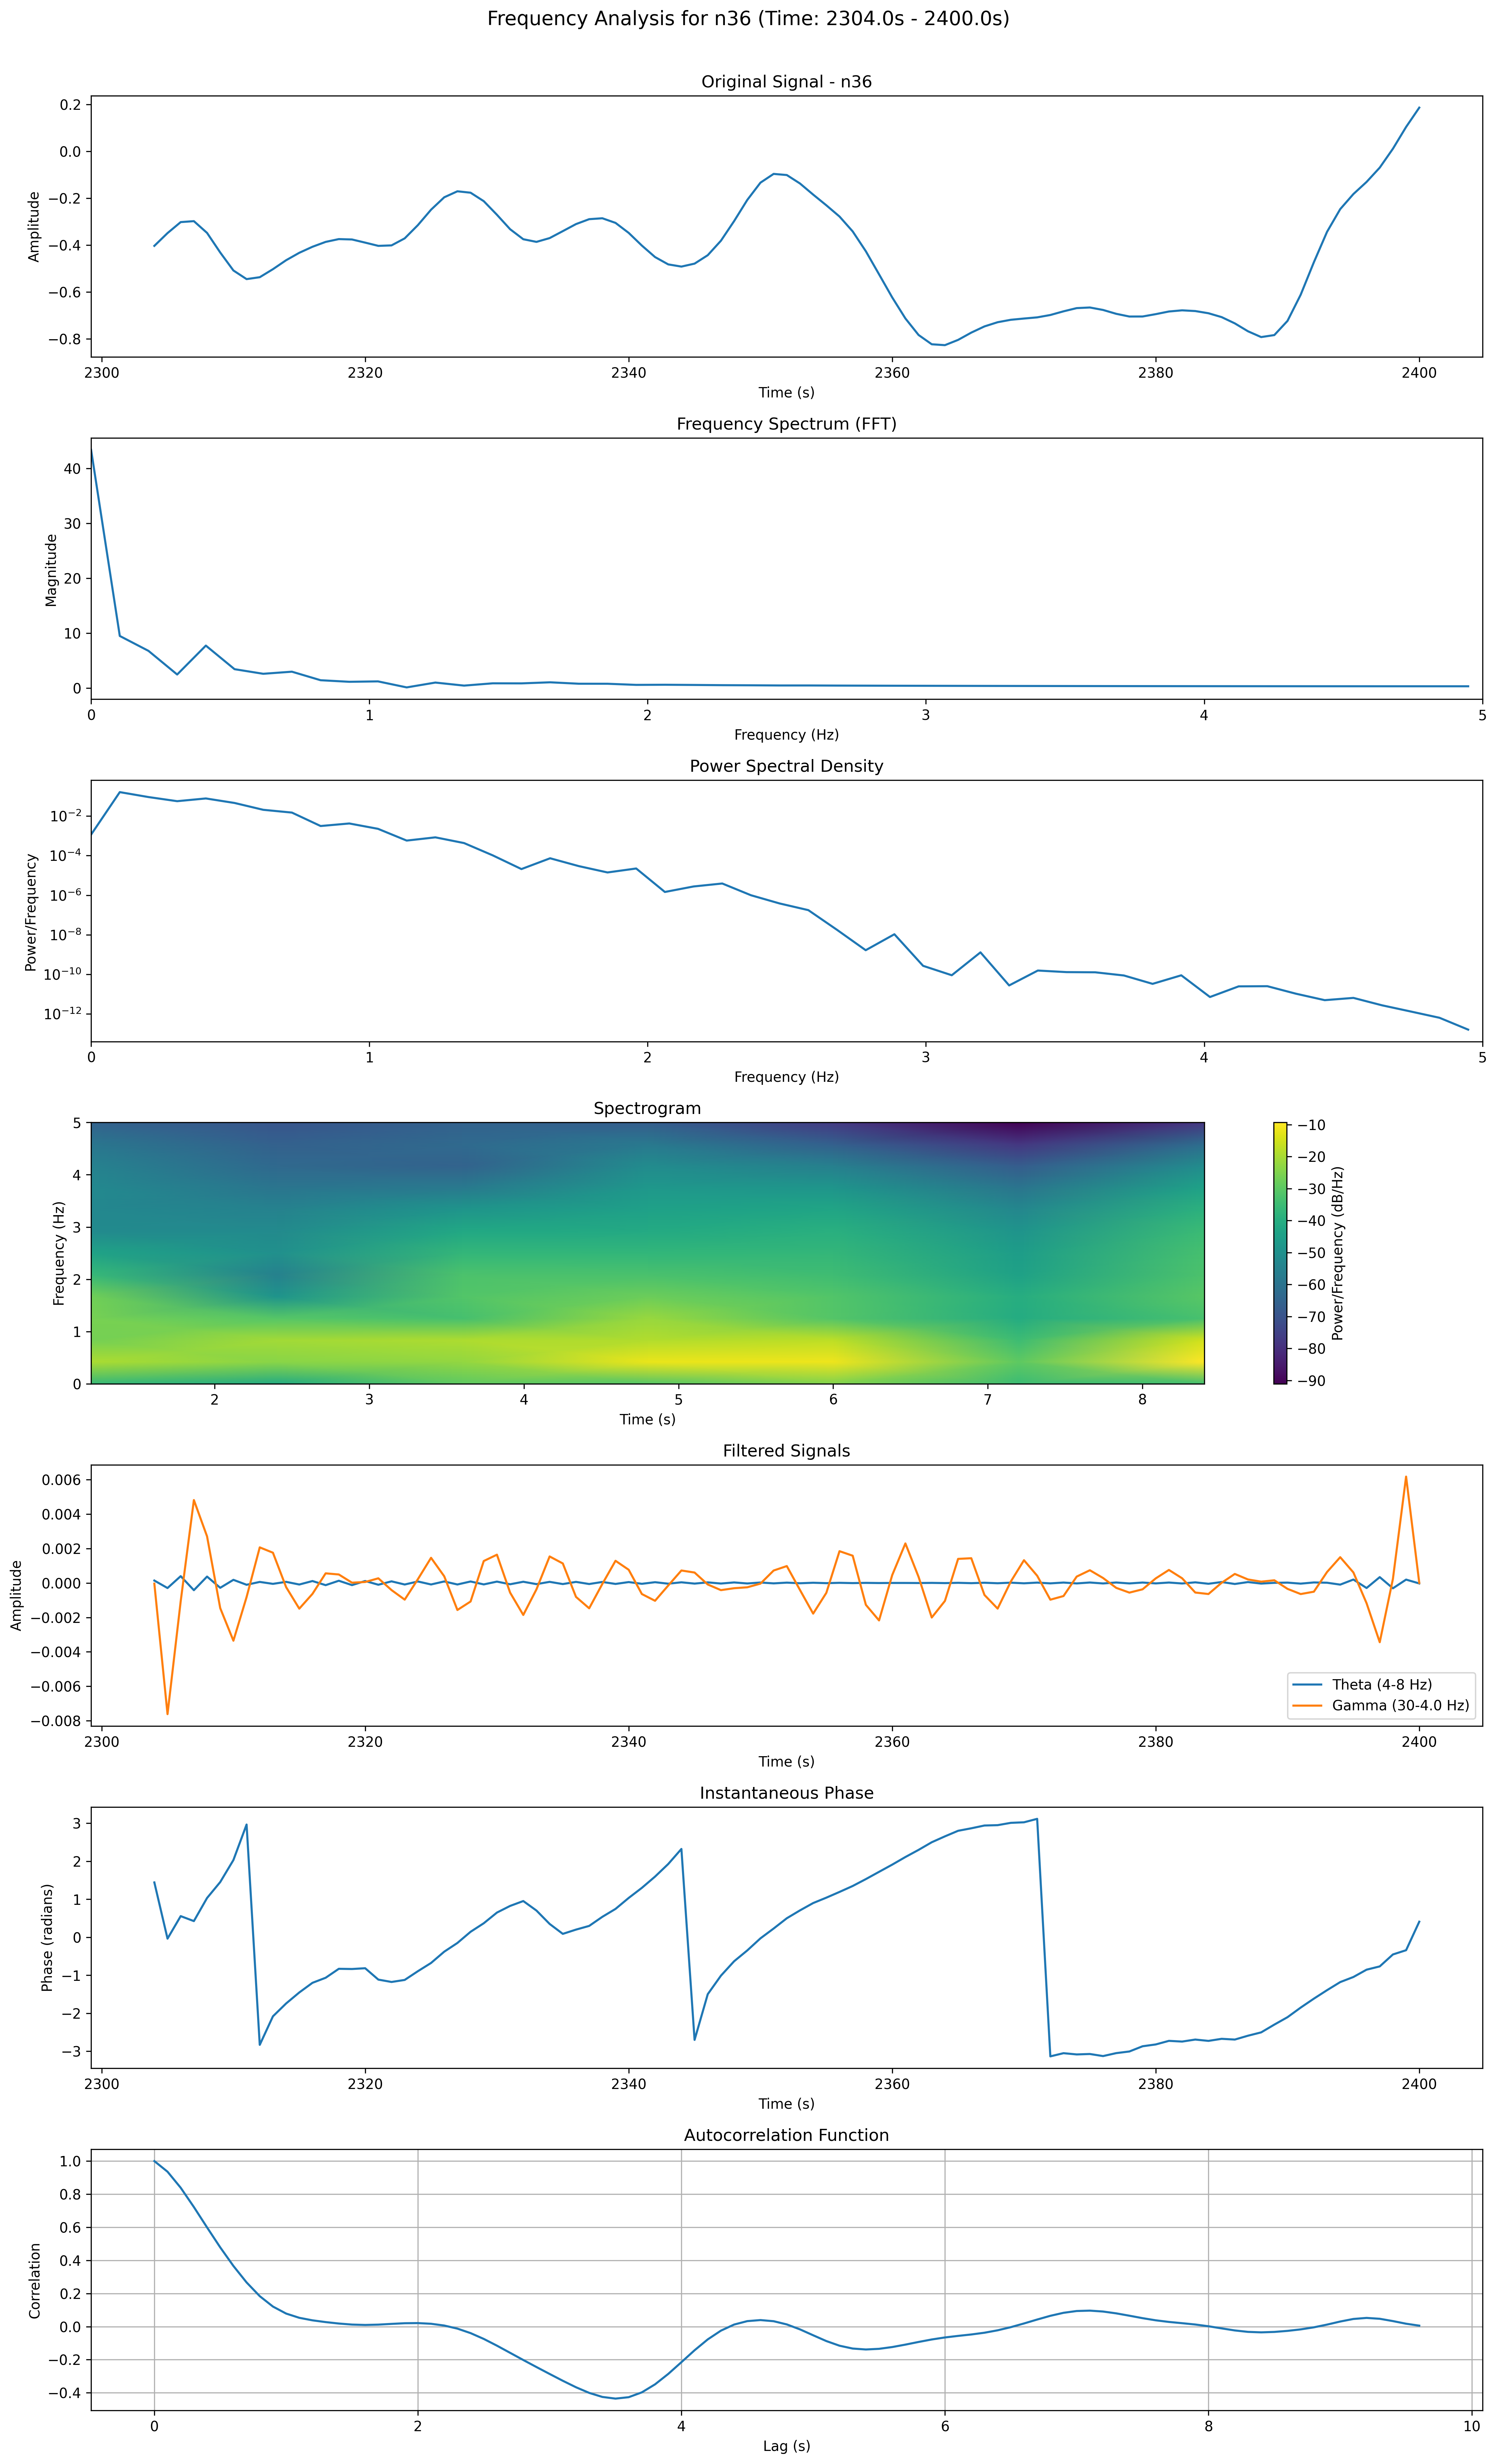 Frequency Analysis for n36 (Time: 2304.0s - 2400.0s)
Original Signal - n36
0.2
0.0
−0.2
−0.4
−0.6
−0.8
Amplitude
2300 2320 2340 2360 2380 2400
Time (s)
Frequency Spectrum (FFT)
40
30
20
10
0
Magnitude
0 1 2 3 4 5
Frequency (Hz)
Power Spectral Density
10⁻²
10⁻⁴
10⁻⁶
10⁻⁸
10⁻¹⁰
10⁻¹²
Power/Frequency
0 1 2 3 4 5
Frequency (Hz)
Spectrogram
5
4
3
2
1
0
Frequency (Hz)
2 3 4 5 6 7 8
Time (s)
−10
−20
−30
−40
−50
−60
−70
−80
−90
Power/Frequency (dB/Hz)
Filtered Signals
0.006
0.004
0.002
0.000
−0.002
−0.004
−0.006
−0.008
Amplitude
Theta (4-8 Hz)
Gamma (30-4.0 Hz)
2300 2320 2340 2360 2380 2400
Time (s)
Instantaneous Phase
3
2
1
0
−1
−2
−3
Phase (radians)
2300 2320 2340 2360 2380 2400
Time (s)
Autocorrelation Function
1.0
0.8
0.6
0.4
0.2
0.0
−0.2
−0.4
Correlation
0 2 4 6 8 10
Lag (s)